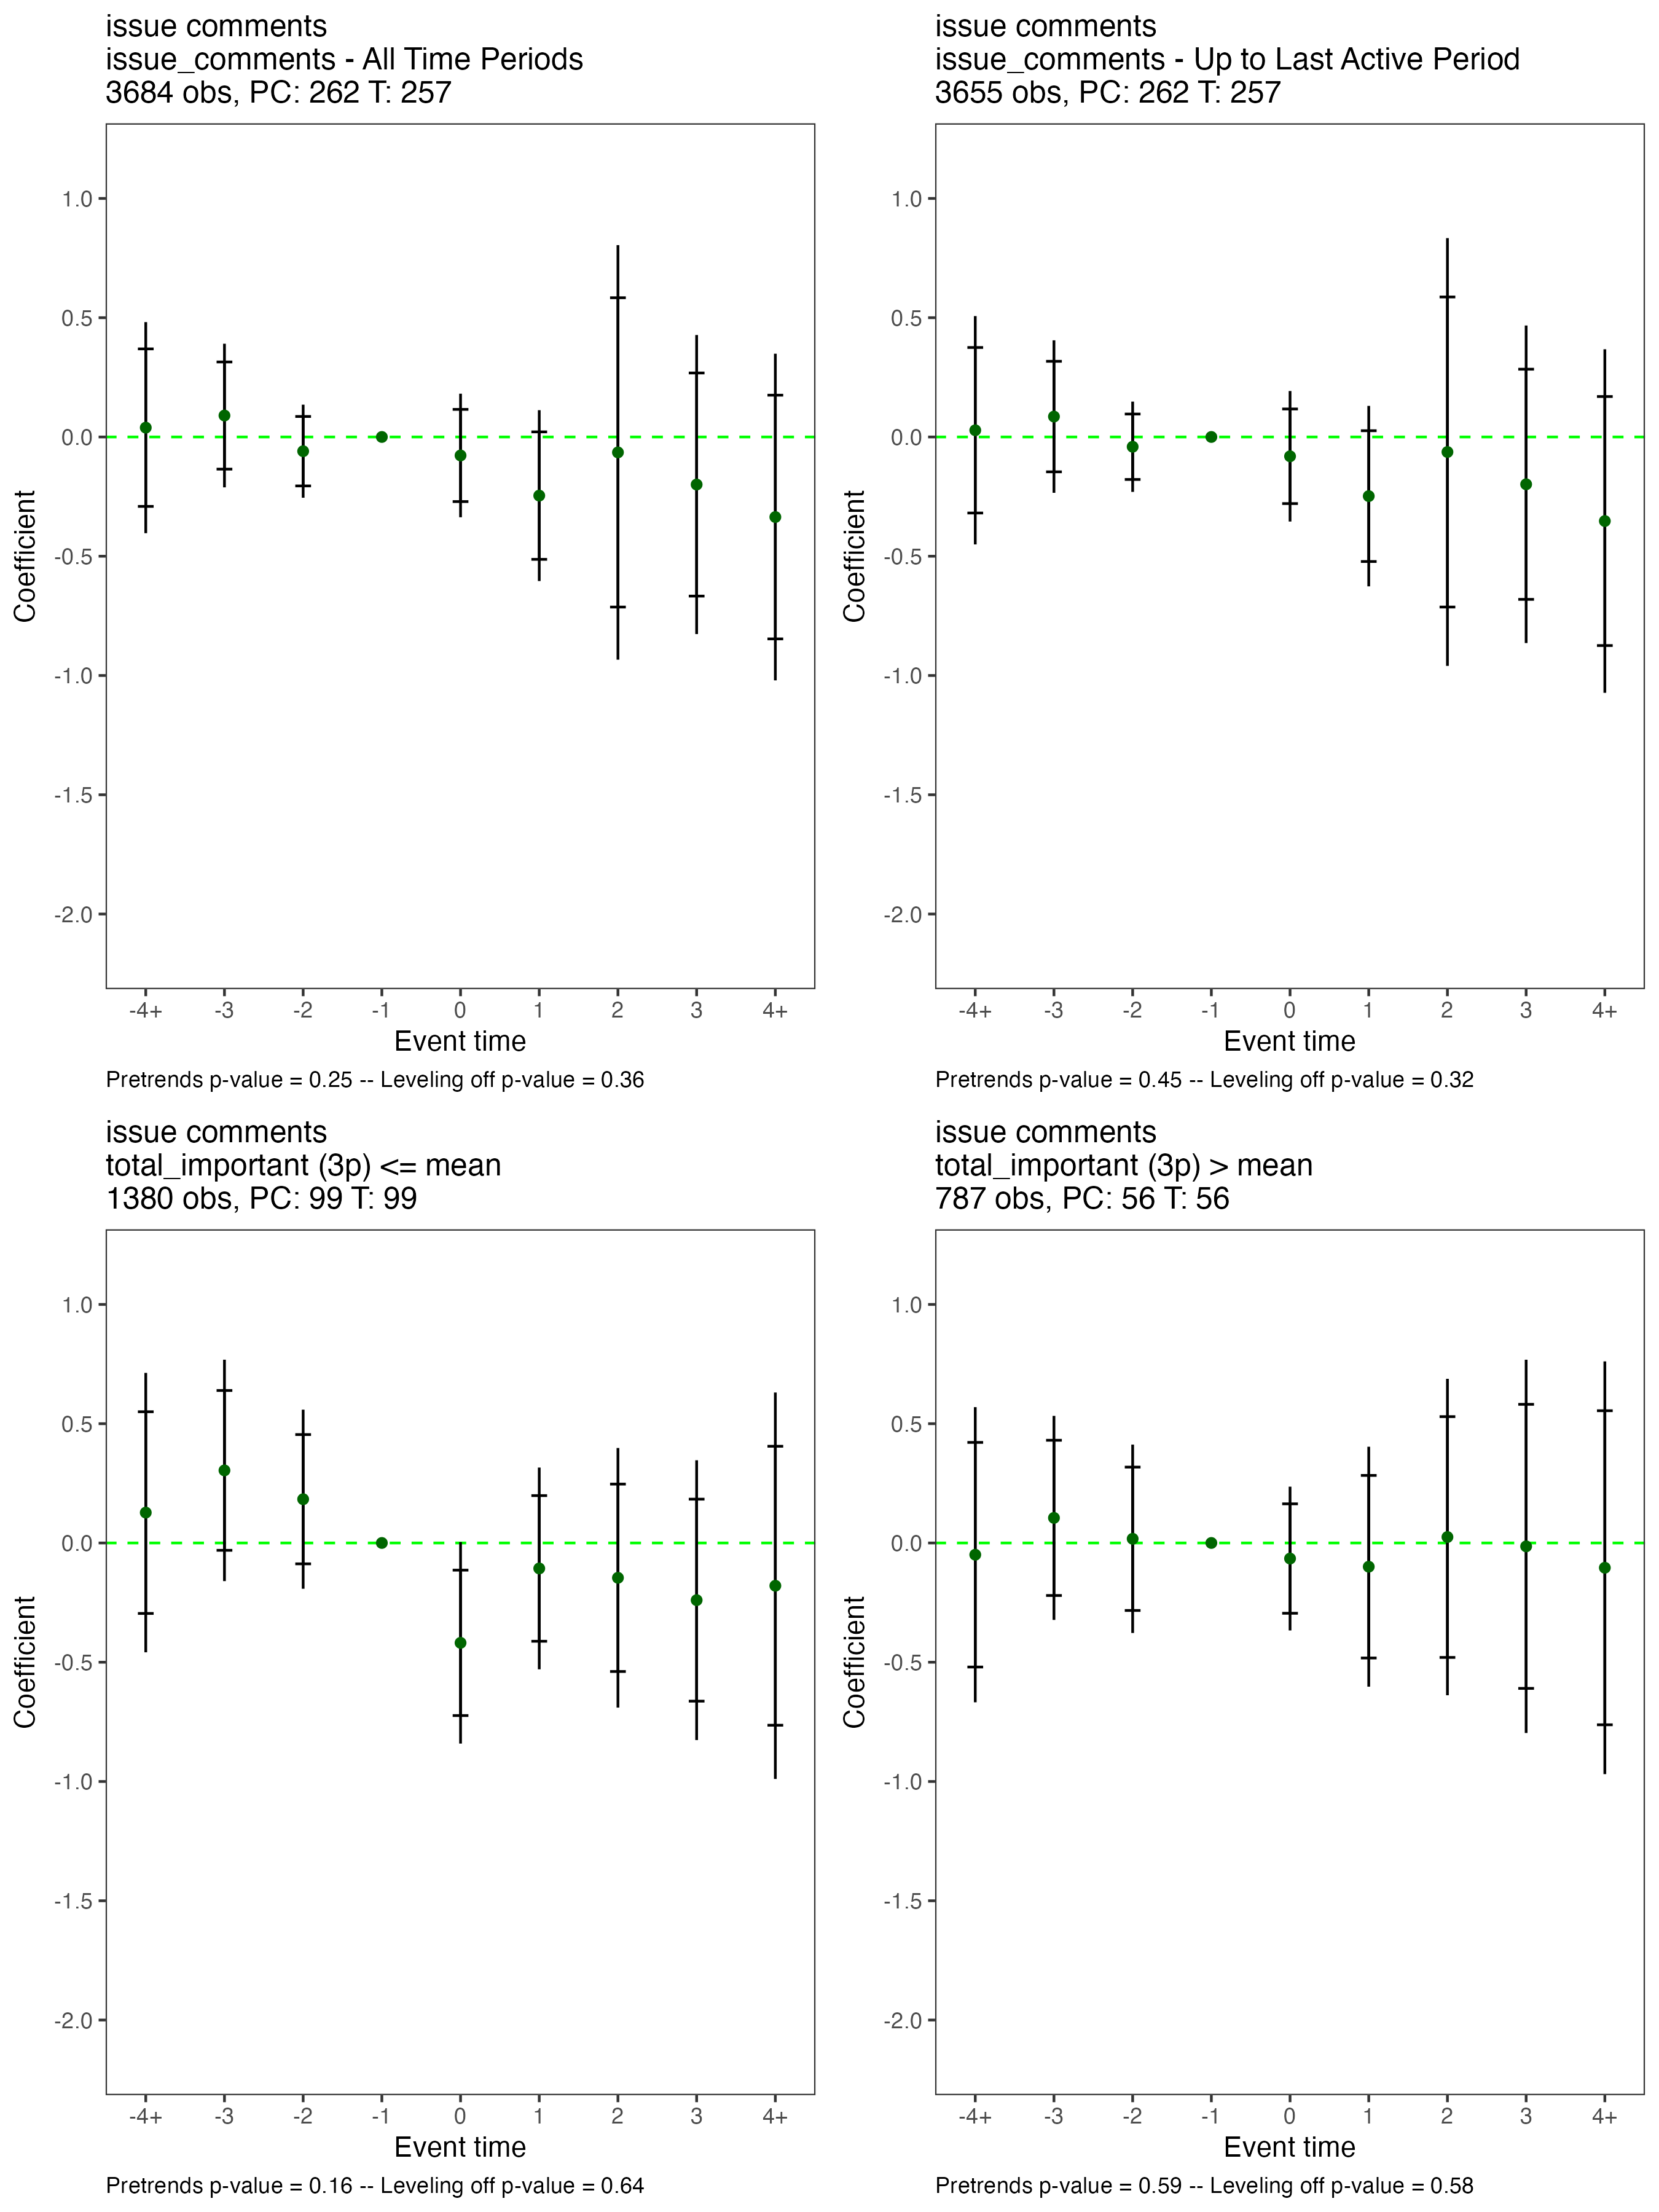 issue comments
issue_comments - All Time Periods
3684 obs, PC: 262 T: 257
1.0
0.5
0.0
-0.5
-1.0
-1.5
-2.0
Coefficient
-4+ -3 -2 -1 0 1 2 3 4+
Event time
Pretrends p-value = 0.25 -- Leveling off p-value = 0.36
issue comments
issue_comments - Up to Last Active Period
3655 obs, PC: 262 T: 257
1.0
0.5
0.0
-0.5
-1.0
-1.5
-2.0
Coefficient
-4+ -3 -2 -1 0 1 2 3 4+
Event time
Pretrends p-value = 0.45 -- Leveling off p-value = 0.32
issue comments
total_important (3p) <= mean
1380 obs, PC: 99 T: 99
1.0
0.5
0.0
-0.5
-1.0
-1.5
-2.0
Coefficient
-4+ -3 -2 -1 0 1 2 3 4+
Event time
Pretrends p-value = 0.16 -- Leveling off p-value = 0.64
issue comments
total_important (3p) > mean
787 obs, PC: 56 T: 56
1.0
0.5
0.0
-0.5
-1.0
-1.5
-2.0
Coefficient
-4+ -3 -2 -1 0 1 2 3 4+
Event time
Pretrends p-value = 0.59 -- Leveling off p-value = 0.58